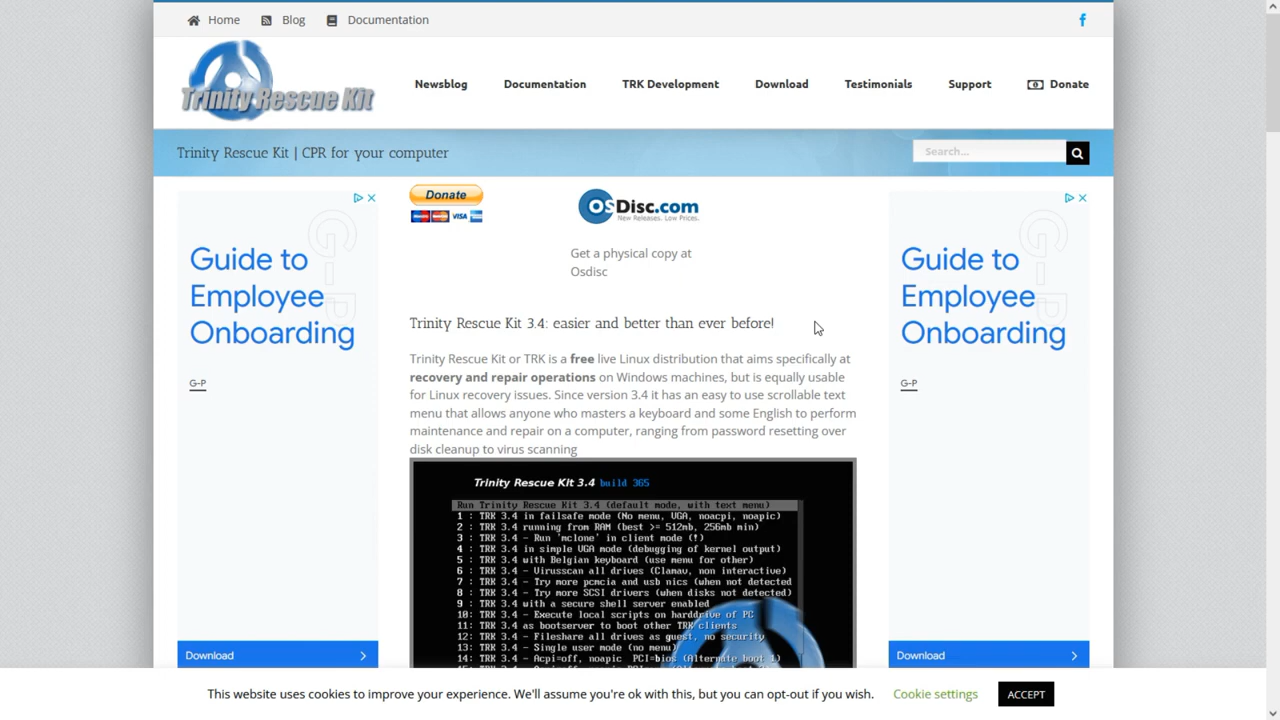 Home Blog Documentation
Trinity Rescue Kit
Newsblog Documentation TRK Development Download Testimonials Support Donate
Trinity Rescue Kit | CPR for your computer
Search...
Donate
VISA
OSDisc.com
New Releases. Low Prices.
Get a physical copy at
Osdisc
Guide to
Employee
Onboarding
G-P
Download
Trinity Rescue Kit 3.4: easier and better than ever before!
Trinity Rescue Kit or TRK is a free live Linux distribution that aims specifically at
recovery and repair operations on Windows machines, but is equally usable
for Linux recovery issues. Since version 3.4 it has an easy to use scrollable text
menu that allows anyone who masters a keyboard and some English to perform
maintenance and repair on a computer, ranging from password resetting over
disk cleanup to virus scanning
Trinity Rescue Kit 3.4 build 365
Run Trinity Rescue Kit 3.4 (default mode, with text menu)
1 : TRK 3.4 in failsafe mode (No menu, VGA, noacpi, noapic)
2 : TRK 3.4 running from RAM (best >= 512mb, 256mb min)
3 : TRK 3.4 - Run 'mclone' in client mode (!)
4 : TRK 3.4 in simple VGA mode (debugging of kernel output)
5 : TRK 3.4 with Belgian keyboard (use menu for other)
6 : TRK 3.4 - Virusscan all drives (Clamav, non interactive)
7 : TRK 3.4 - Try more pcmcia and usb nics (when not detected
8 : TRK 3.4 - Try more SCSI drivers (when disks not detected)
9 : TRK 3.4 with a secure shell server enabled
10: TRK 3.4 - Execute local scripts on harddrive of PC
11: TRK 3.4 as bootserver to boot other TRK clients
12: TRK 3.4 - Fileshare all drives as guest, no security
13: TRK 3.4 - Single user mode (no menu)
14: TRK 3.4 - Acpi=off, noapic PCI=bios (Alternate boot 1)
Guide to
Employee
Onboarding
G-P
Download
This website uses cookies to improve your experience. We'll assume you're ok with this, but you can opt-out if you wish. Cookie settings ACCEPT